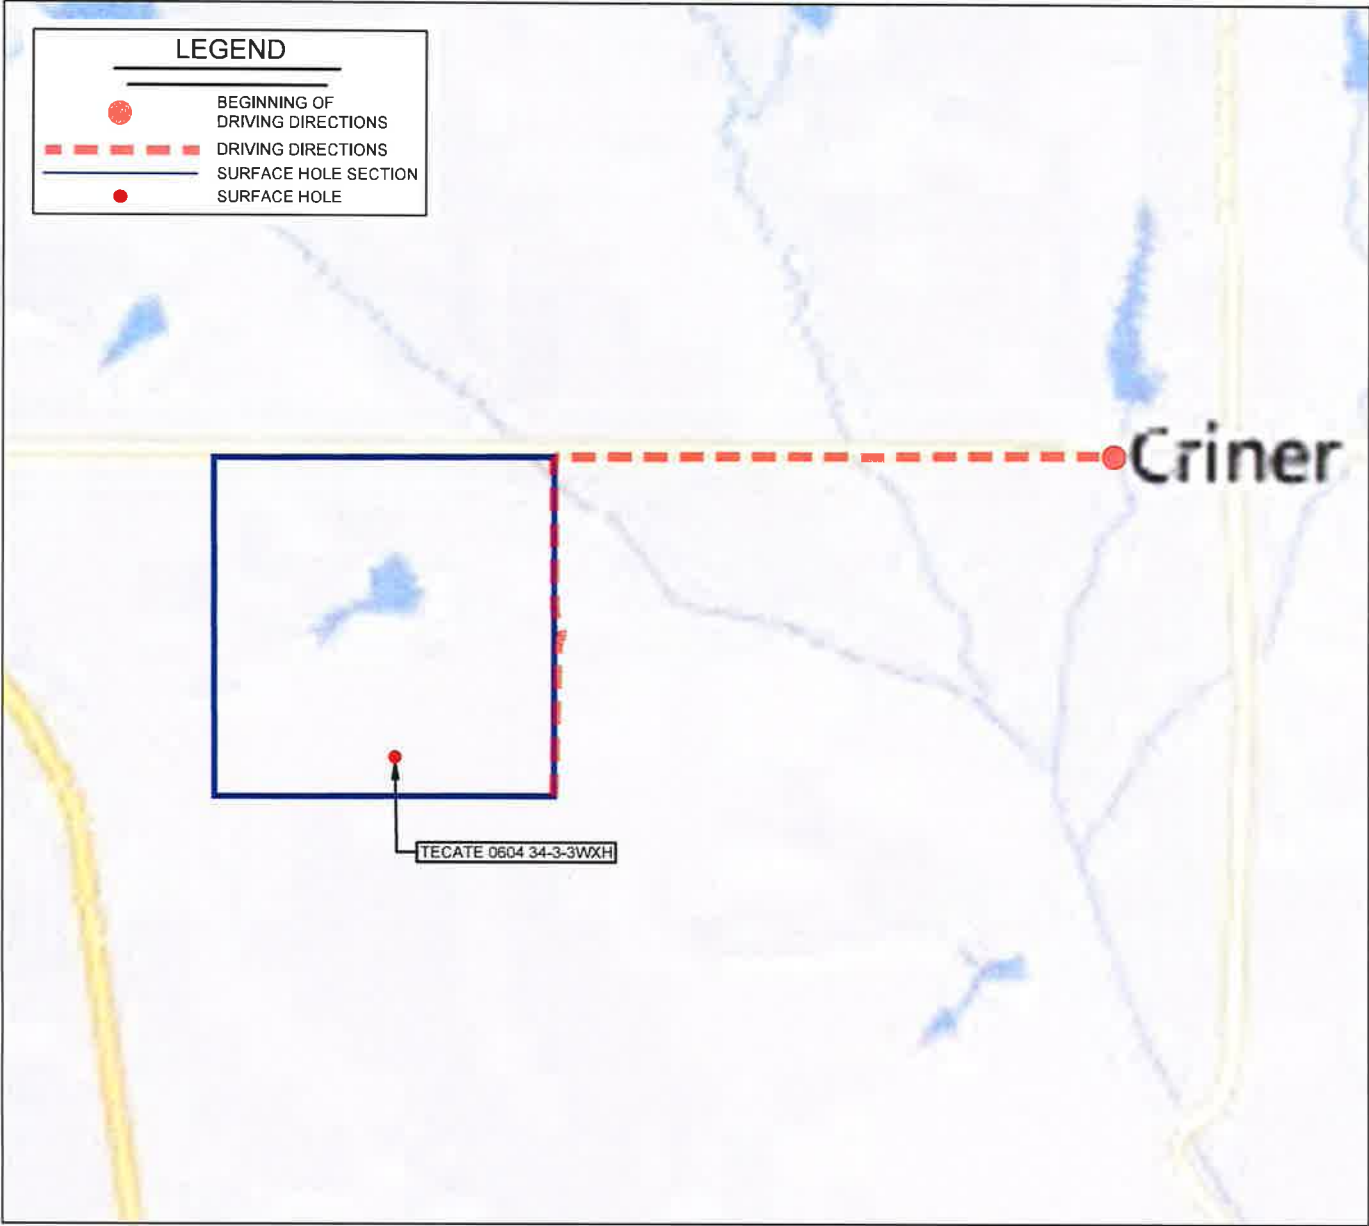 LEGEND
BEGINNING OF
DRIVING DIRECTIONS
DRIVING DIRECTIONS
SURFACE HOLE SECTION
SURFACE HOLE
Criner
TECATE 0604 34-3-3WXH